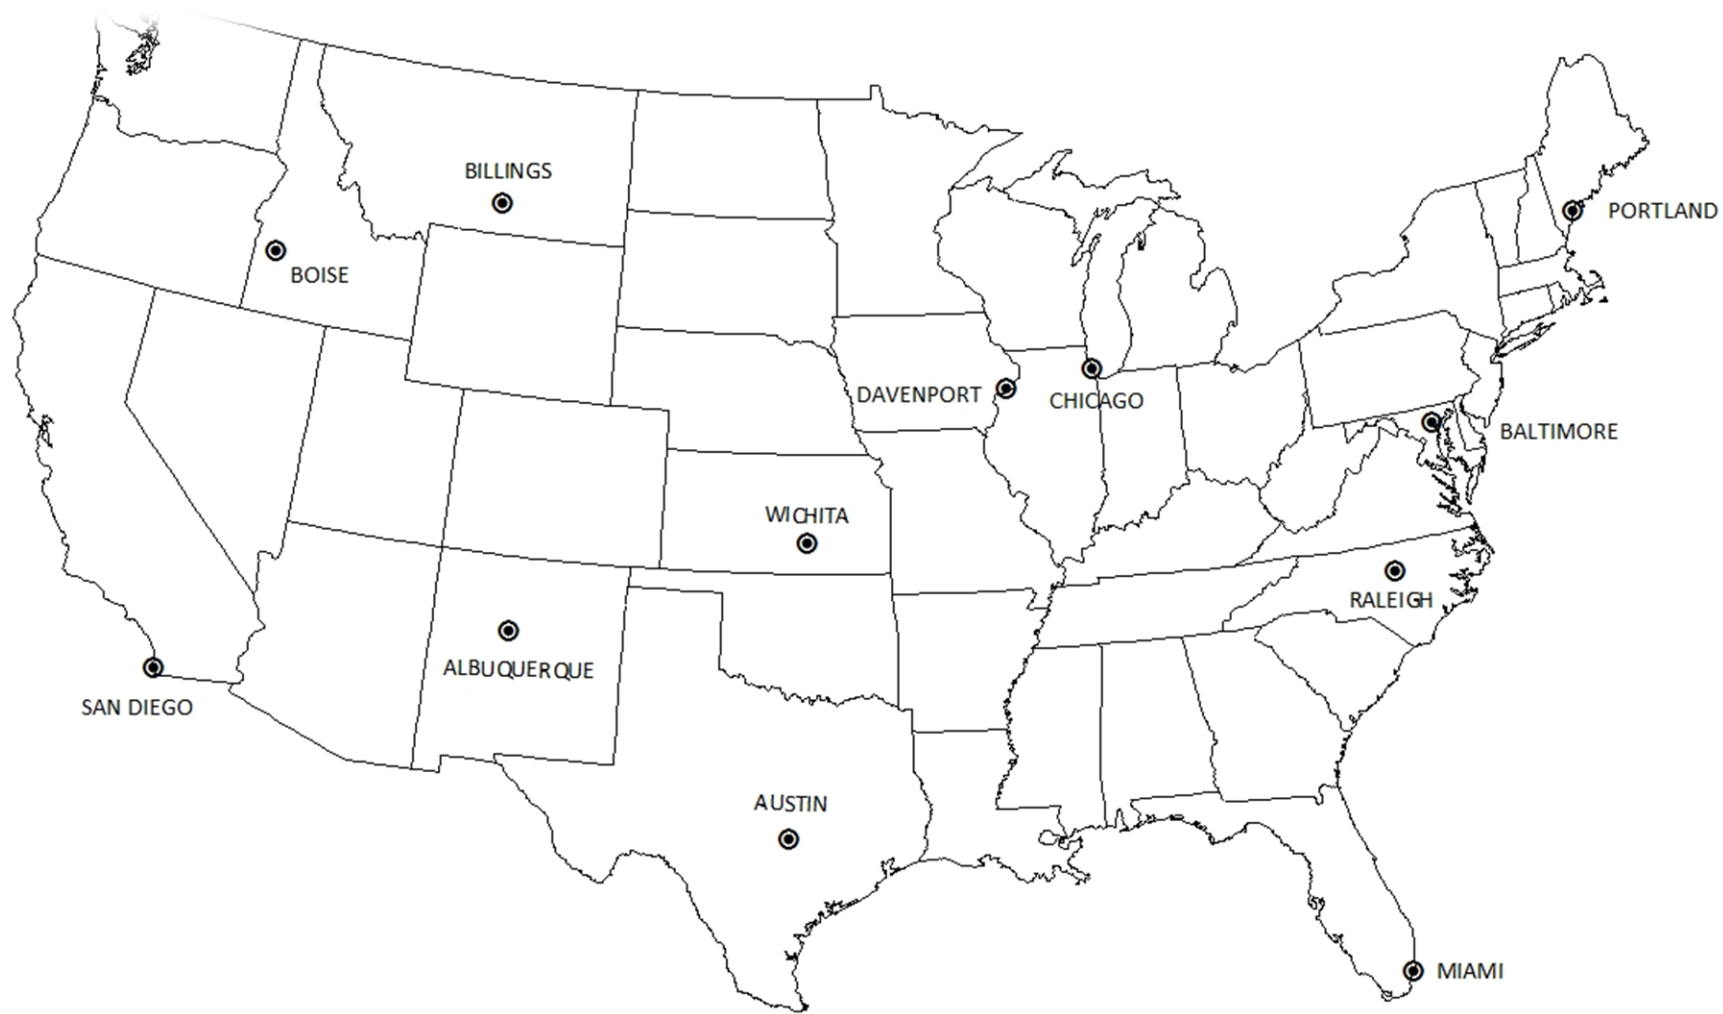 BILLINGS
PORTLAND
BOISE
DAVENPORT
CHICAGO
BALTIMORE
WICHITA
RALEIGH
ALBUQUERQUE
SAN DIEGO
AUSTIN
MIAMI